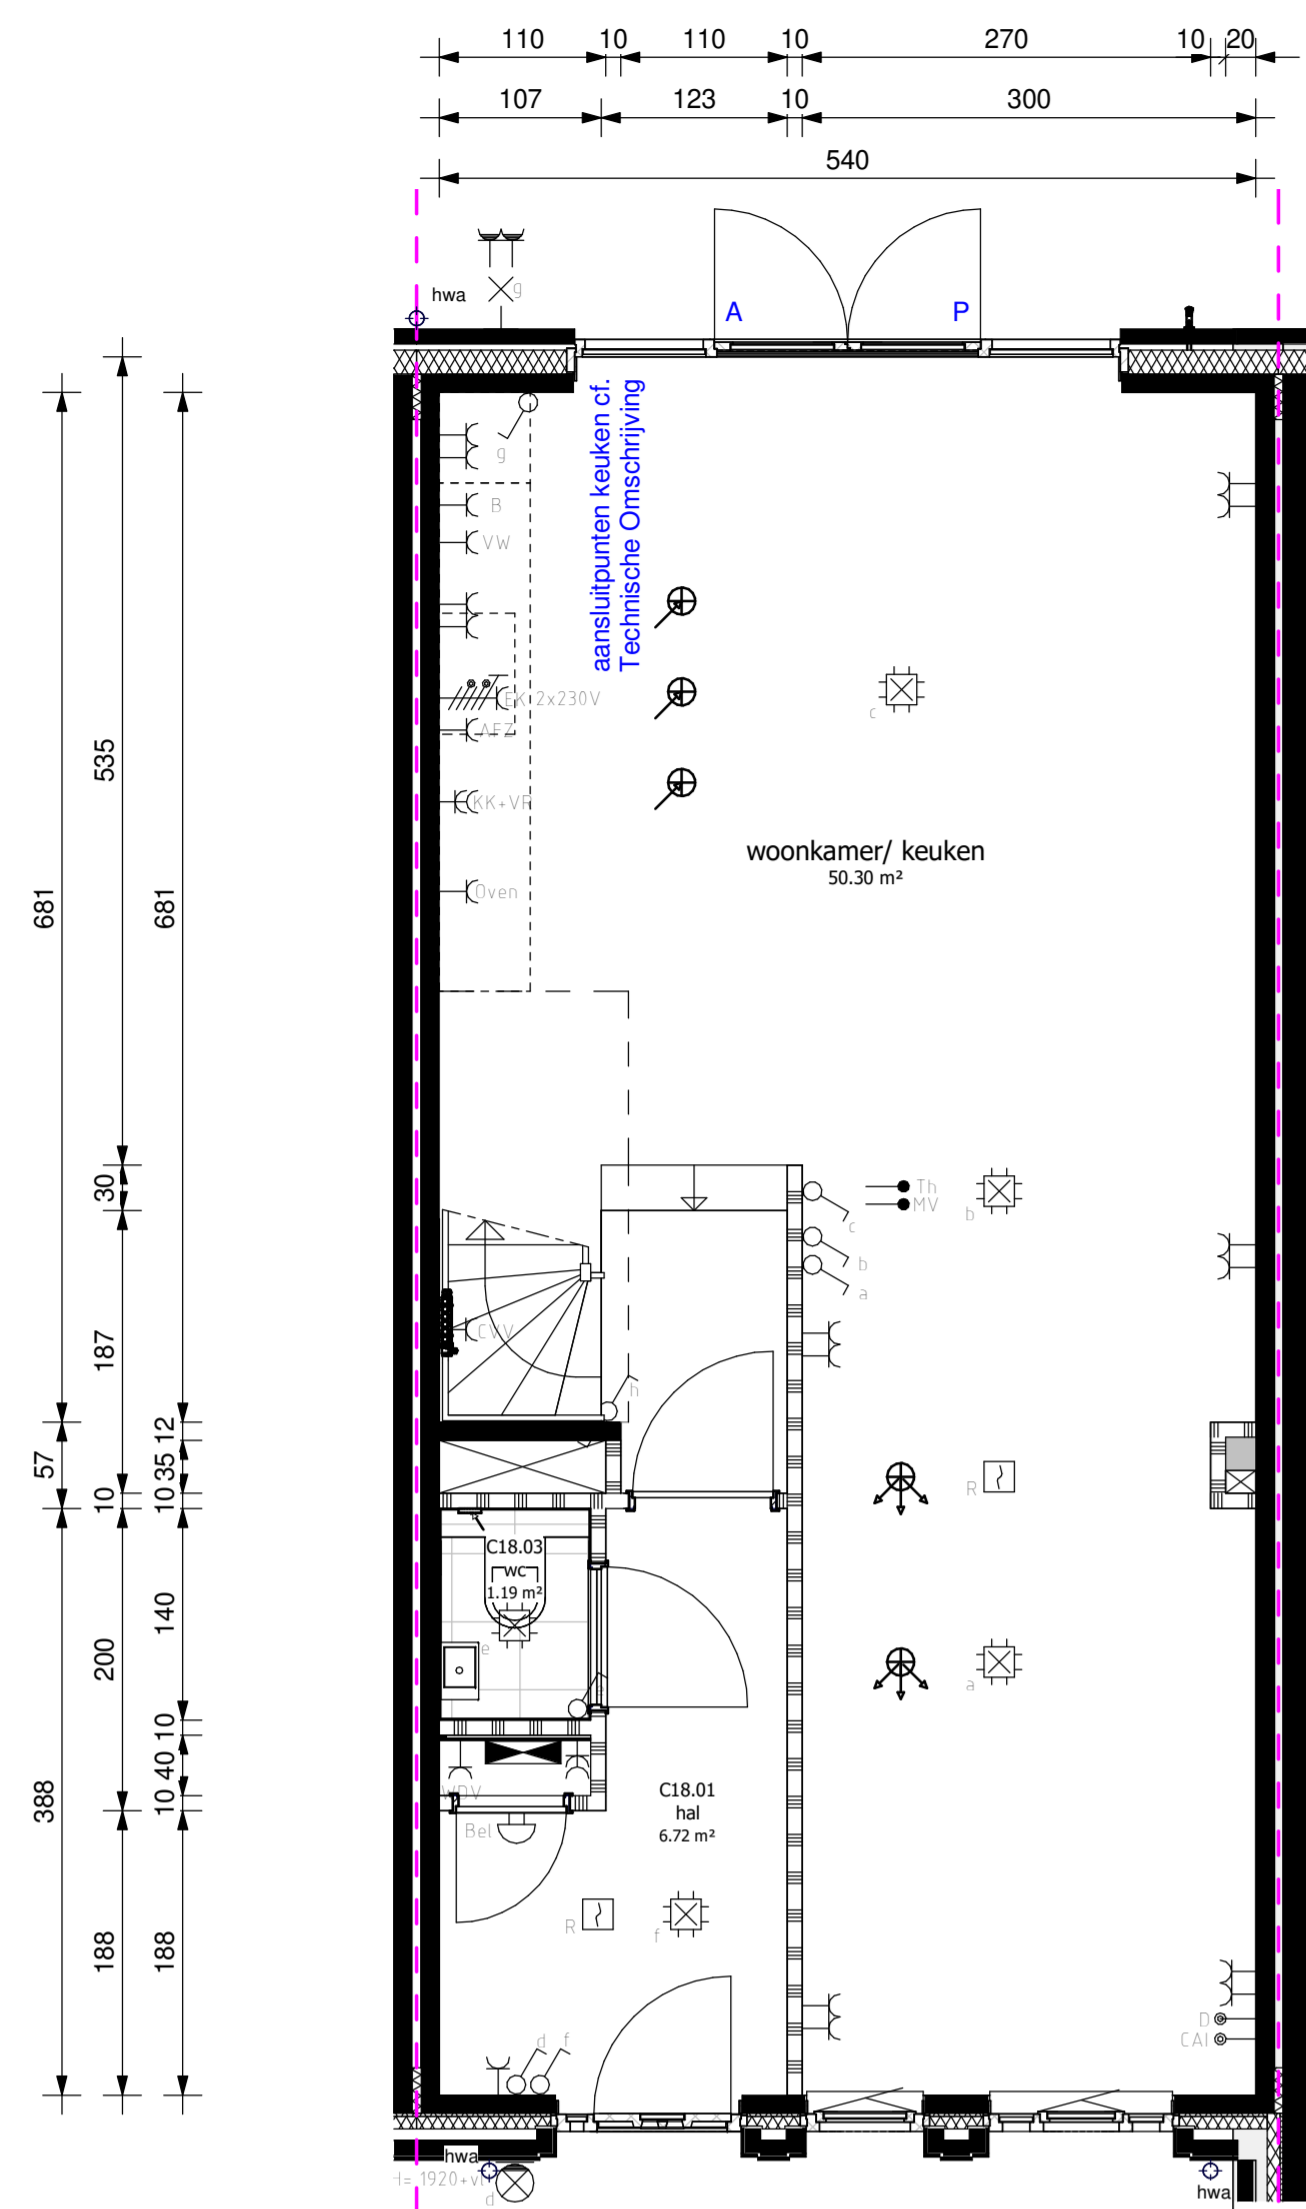 110 10 110 10 270 10 20
107 123 10 300
540
hwa
g
A
P
aansluitpunten keuken cf.
Technische Omschrijving
g
B
VW
EK 2x230V
AFZ
KK+VR
Oven
c
woonkamer/ keuken
50.30 m²
535
681
681
30
187
57
12
35
10
10
Th
MV
b
c
b
a
CVV
h
R
C18.03
wc
1.19 m²
e
a
140
200
10
40
10
388
188
188
WDV
Bel
C18.01
hal
6.72 m²
R
f
d
f
D
CAI
hwa
d
hwa